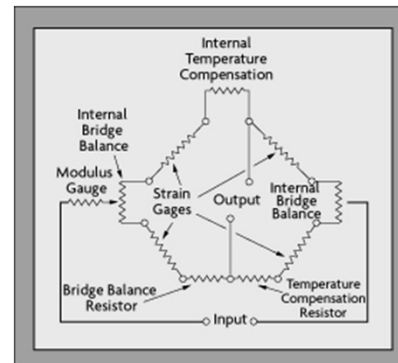 Internal
Temperature
Compensation
Internal
Bridge
Balance
Modulus
Gauge
Strain
Gages
Output
Internal
Bridge
Balance
Bridge Balance
Resistor
Temperature
Compensation
Resistor
Input